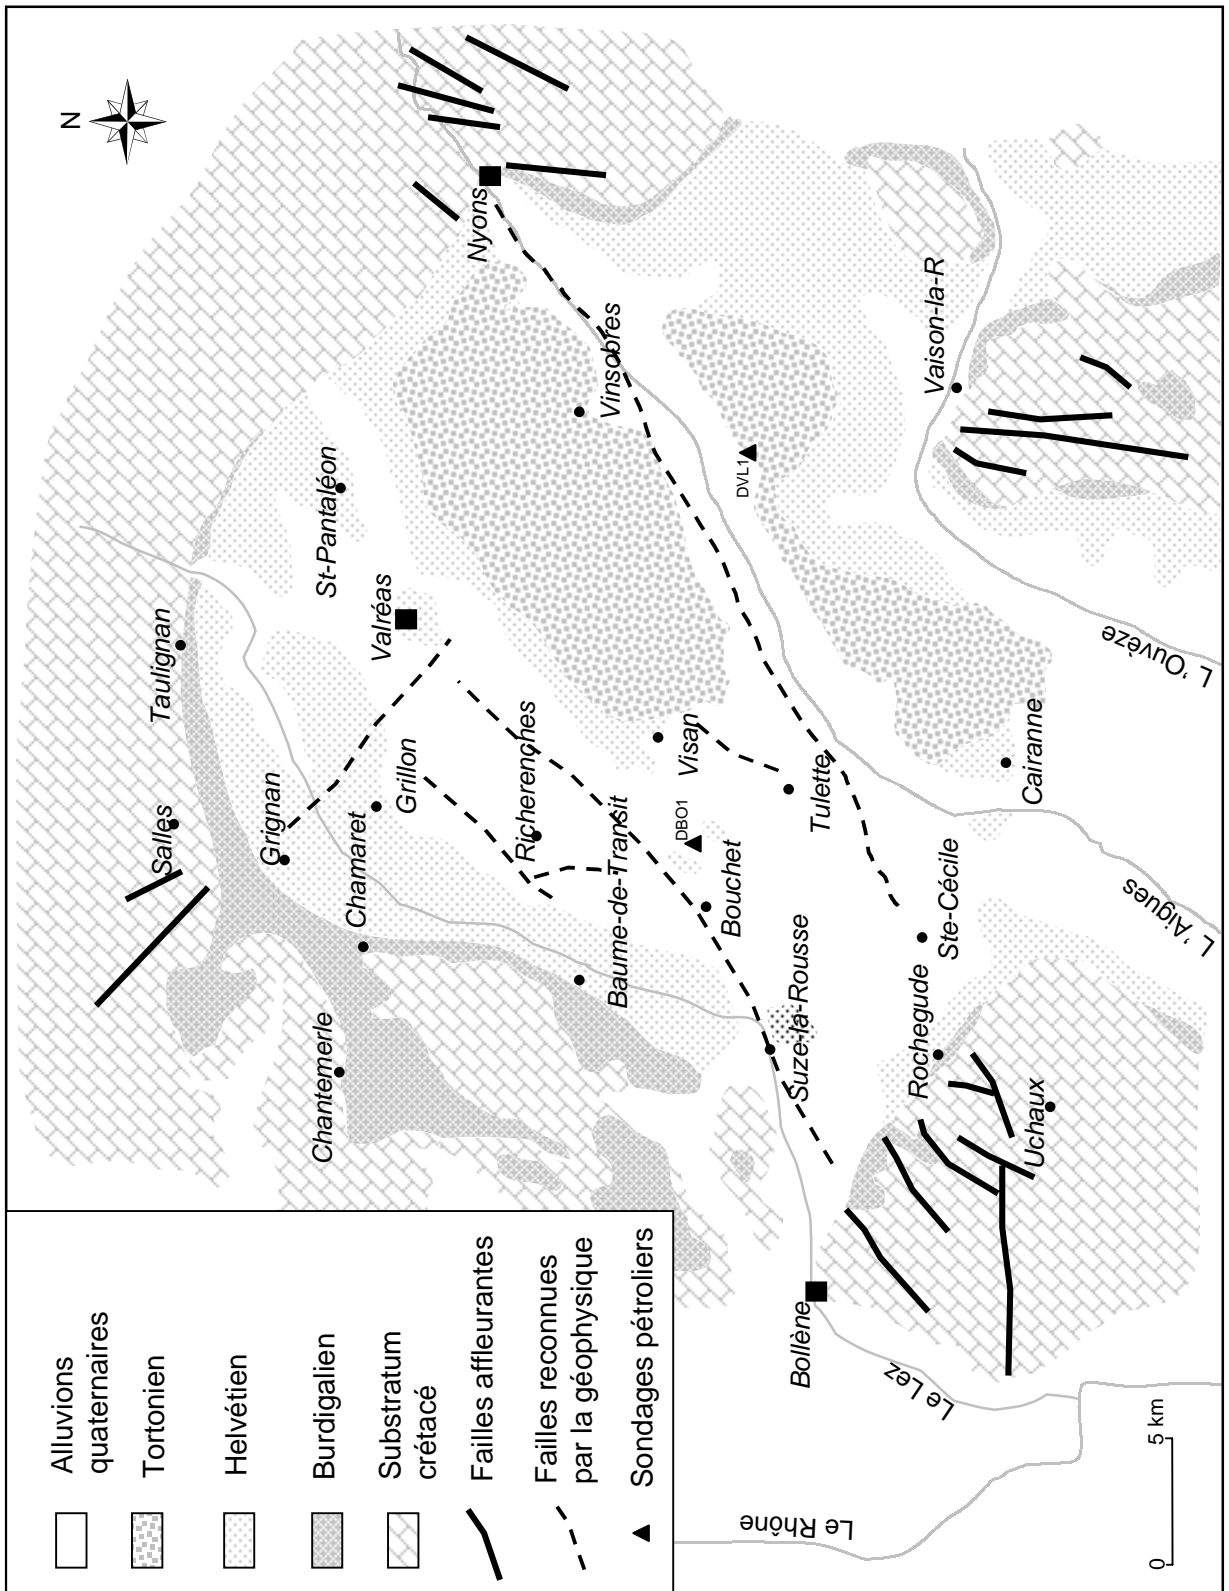 N
Nyons
Vinsobres
Vaison-la-R
St-Pantaléon
DVL1
Valréas
Taulignan
L 'Ouvèze
Grignan
Salles
Grillon
Richerenches
Visan
Chamaret
DBO1
Tulette
Cairanne
Baume-de-Transit
Bouchet
Ste-Cécile
L 'Aigues
Chantemerle
Suze-la-Rousse
Rochegude
Uchaux
Bollène
Le Lez
Le Rhône
0
5 km
Alluvions
quaternaires
Tortonien
Helvétien
Burdigalien
Substratum
crétacé
Failles affleurantes
Failles reconnues
par la géophysique
Sondages pétroliers